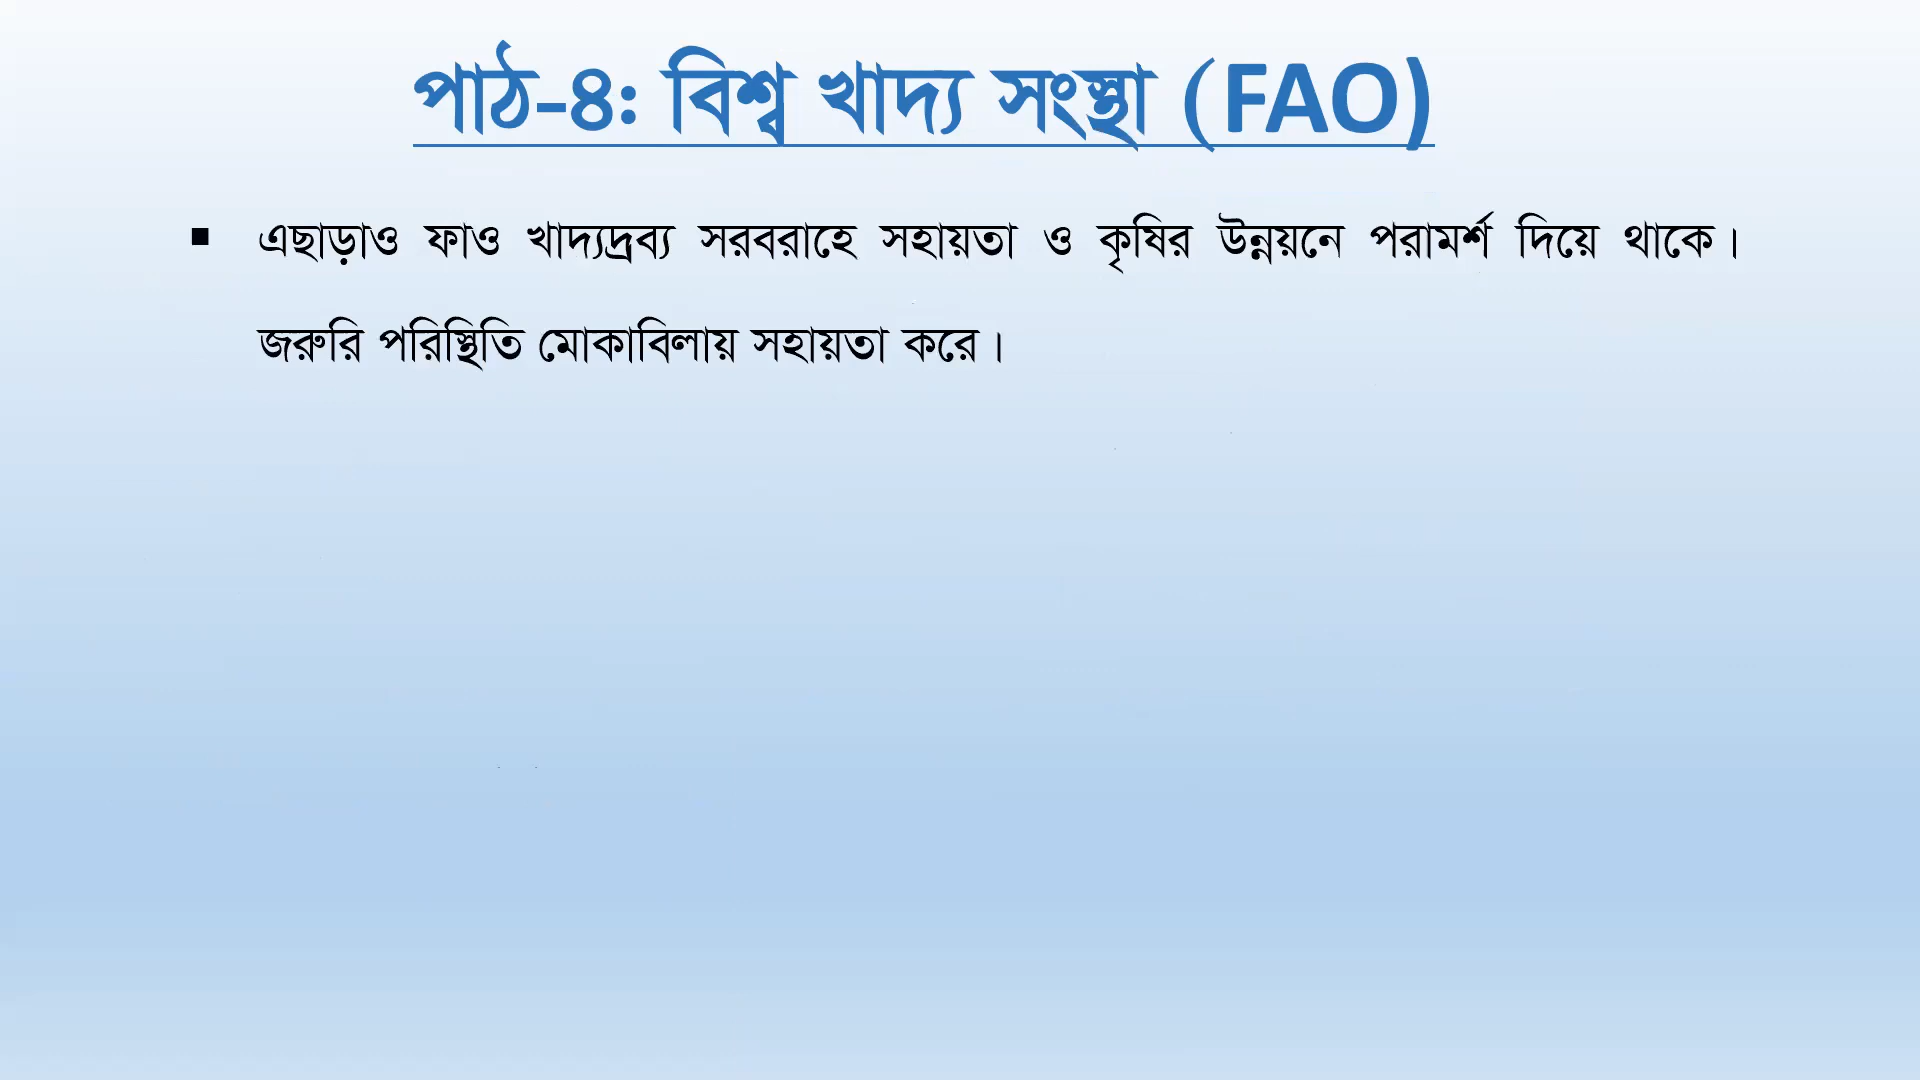 পাঠ-৪: বিশ্ব খাদ্য সংস্থা (FAO)
▪ এছাড়াও ফাও খাদ্যদ্রব্য সরবরাহে সহায়তা ও কৃষির উন্নয়নে পরামর্শ দিয়ে থাকে।
জরুরি পরিস্থিতি মোকাবিলায় সহায়তা করে।